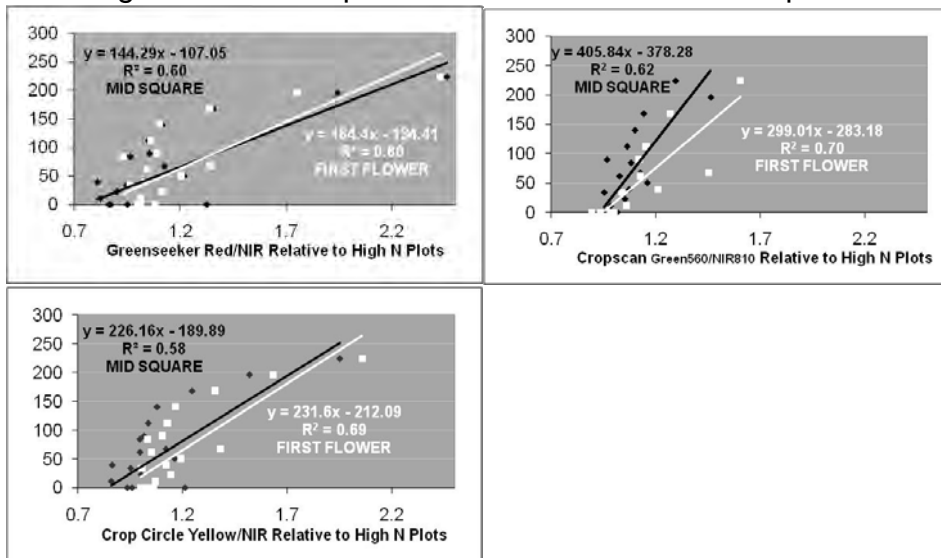 300
250
200
150
100
50
0
y = 144.29x - 107.05
R² = 0.60
MID SQUARE
y = 164.4x - 134.41
R² = 0.60
FIRST FLOWER
0.7 1.2 1.7 2.2
Greenseeker Red/NIR Relative to High N Plots
300
250
200
150
100
50
0
y = 405.84x - 378.28
R² = 0.62
MID SQUARE
y = 299.01x - 283.18
R² = 0.70
FIRST FLOWER
0.7 1.2 1.7 2.2
Cropscan Green560/NIR810 Relative to High N Plots
300
250
200
150
100
50
0
y = 226.16x - 189.89
R² = 0.58
MID SQUARE
y = 231.6x - 212.09
R² = 0.69
FIRST FLOWER
0.7 1.2 1.7 2.2
Crop Circle Yellow/NIR Relative to High N Plots